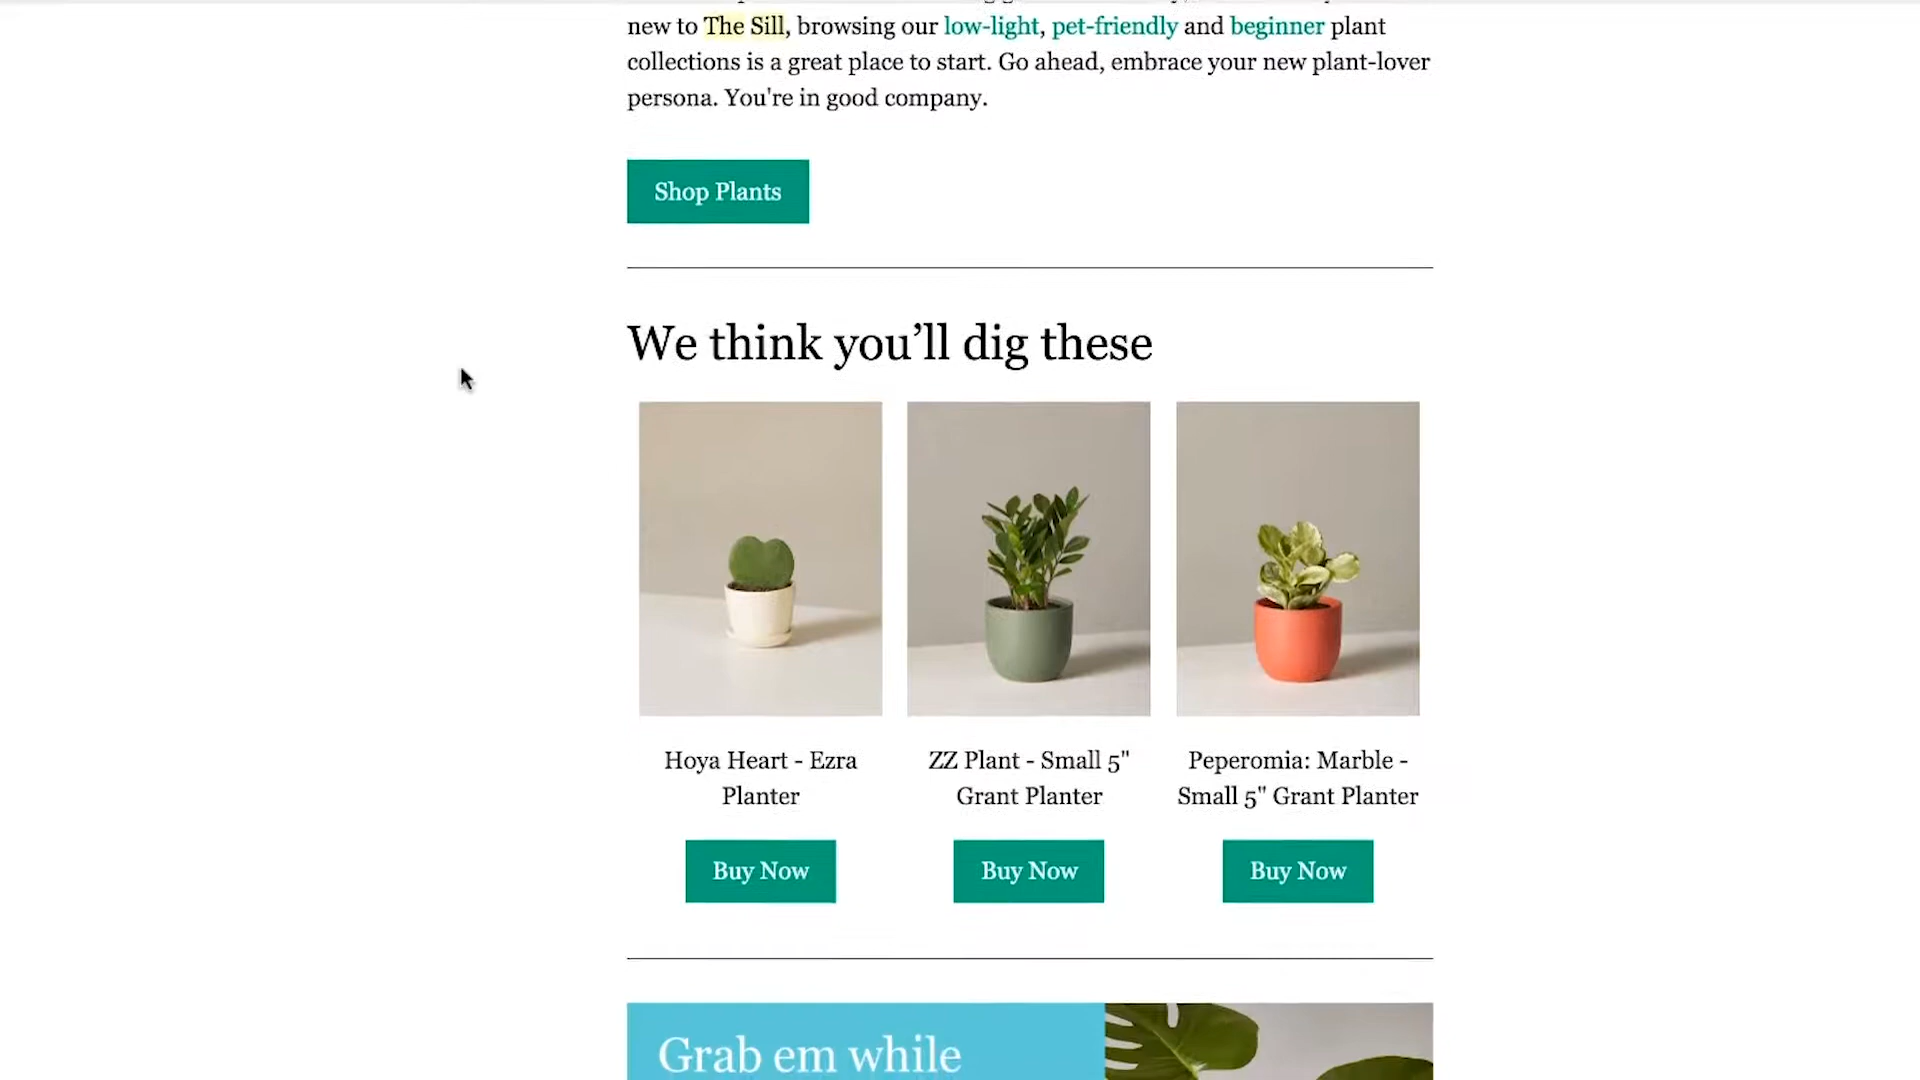 new to The Sill, browsing our low-light, pet-friendly and beginner plant
collections is a great place to start. Go ahead, embrace your new plant-lover
persona. You're in good company.
Shop Plants
We think you’ll dig these
Hoya Heart - Ezra
Planter
ZZ Plant - Small 5"
Grant Planter
Peperomia: Marble -
Small 5" Grant Planter
Buy Now
Buy Now
Buy Now
Grab em while